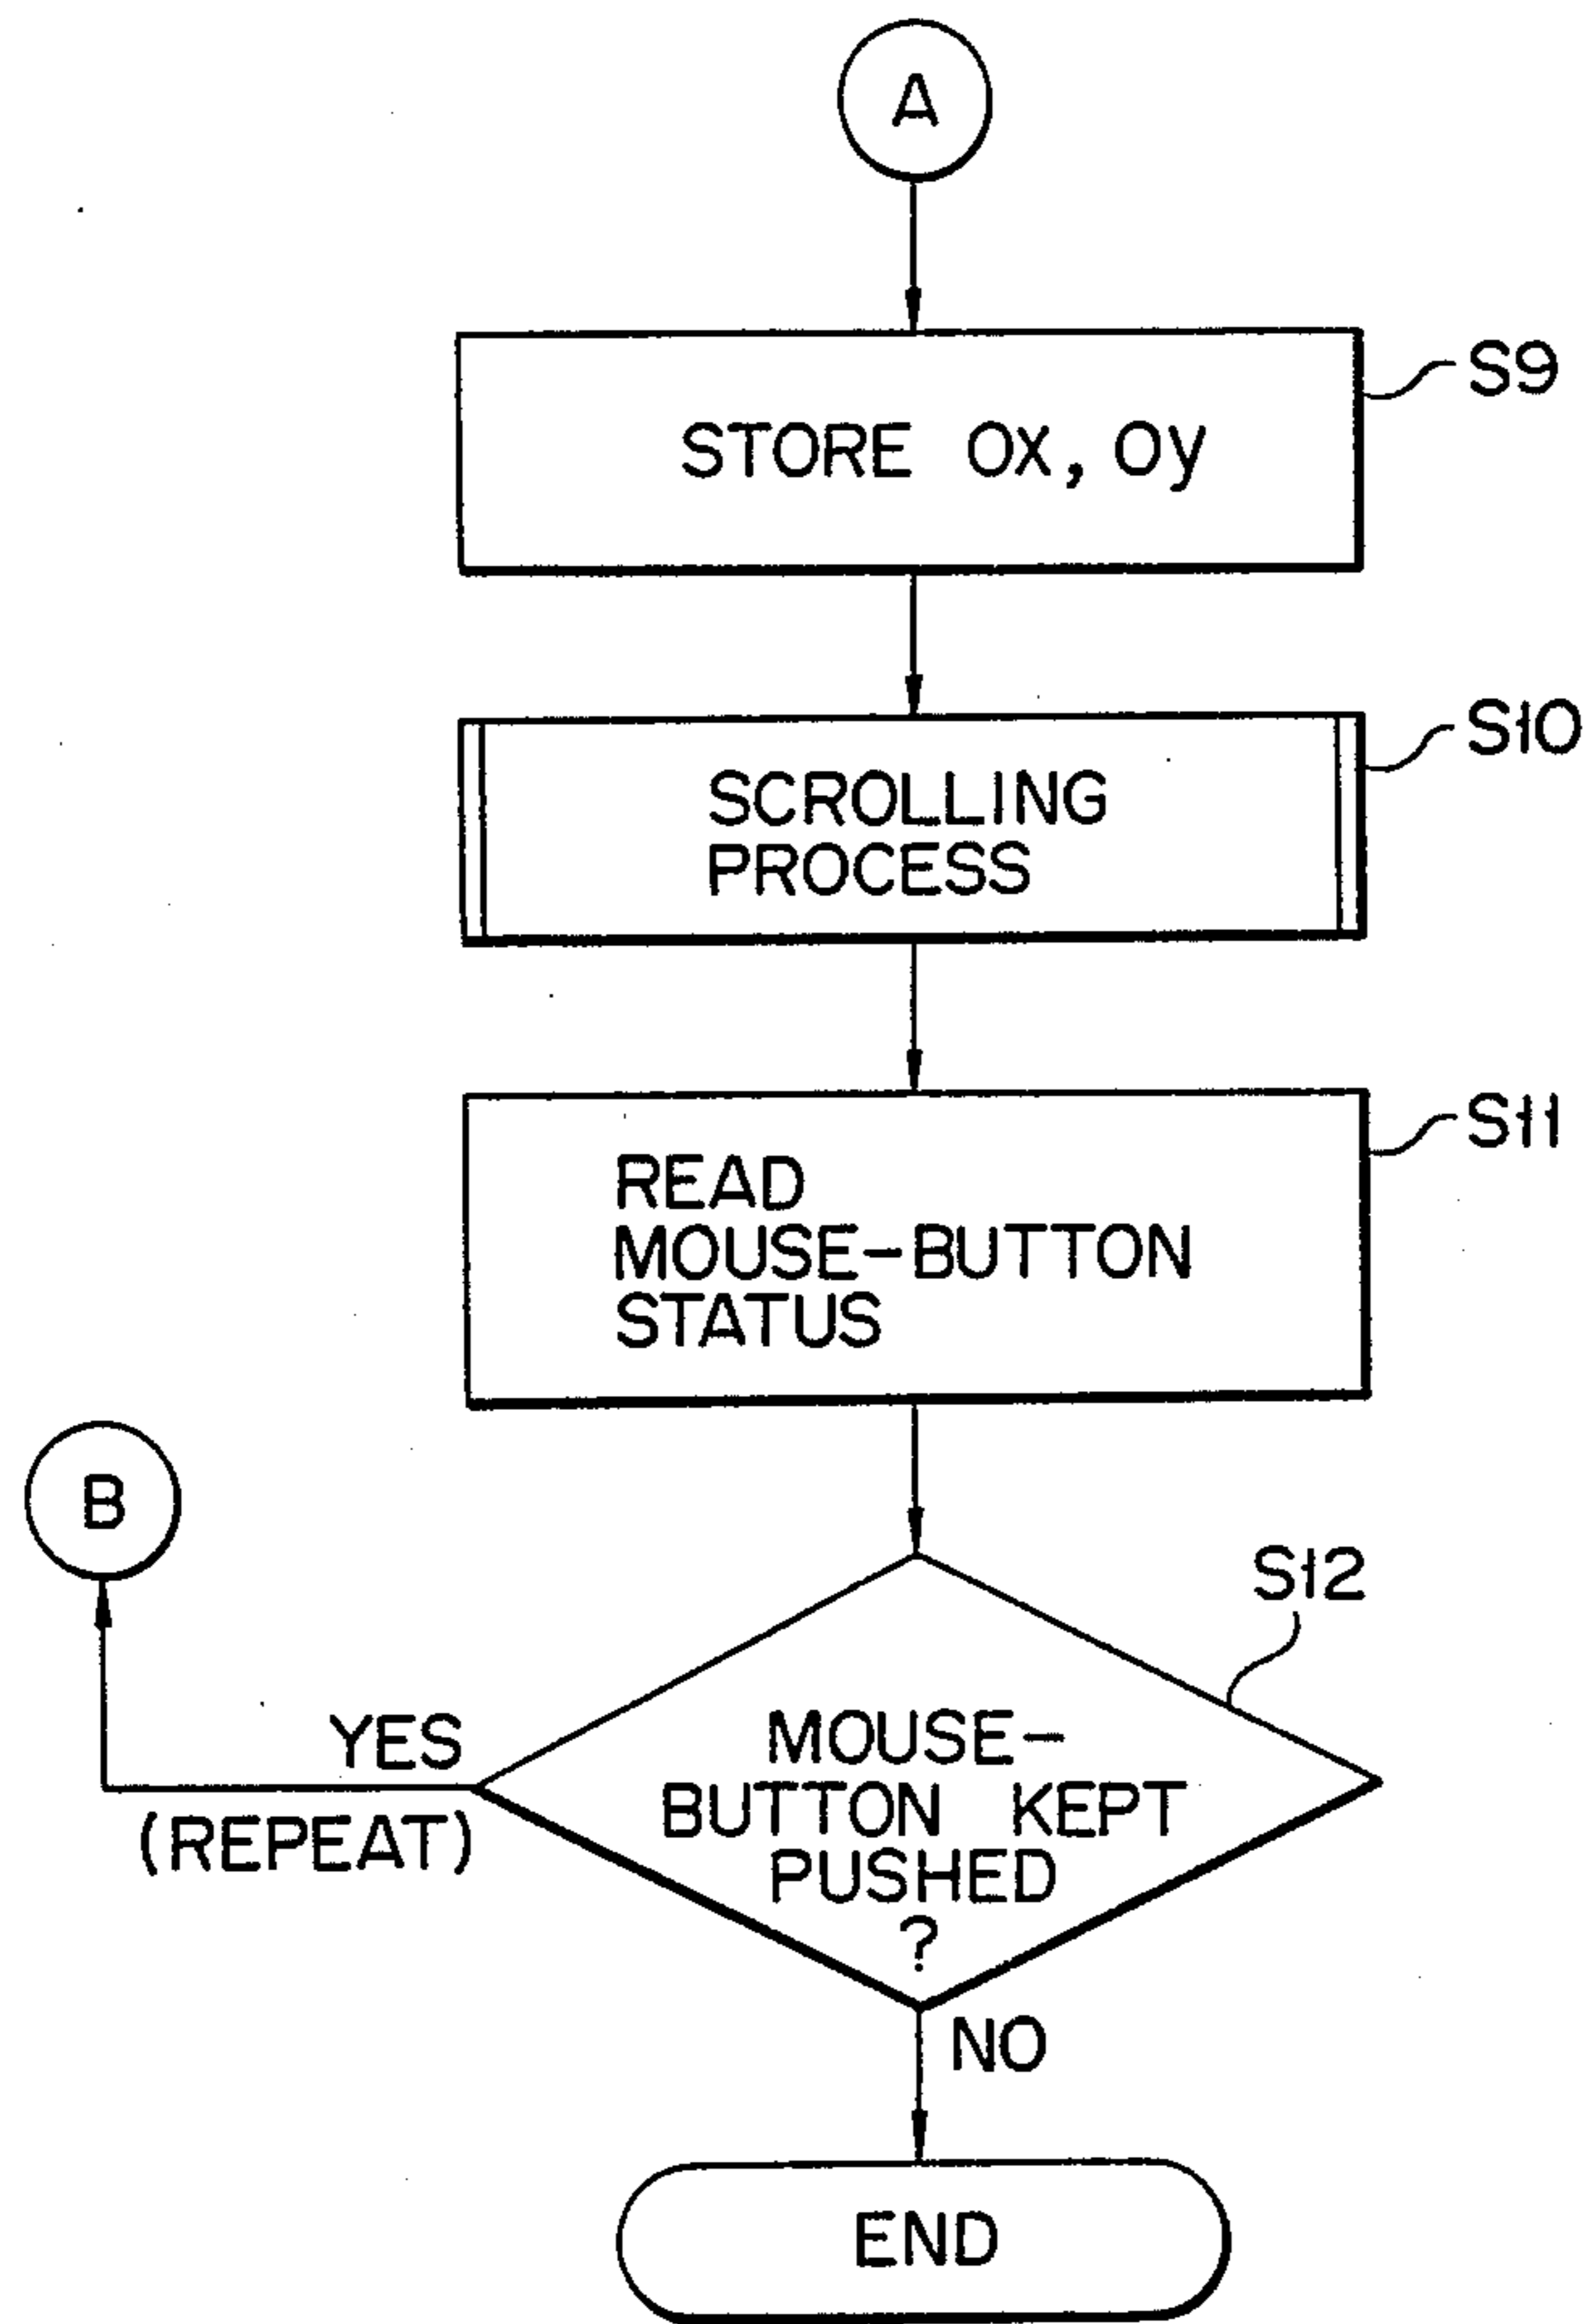 A
S9
STORE Ox, Oy
S10
SCROLLING
PROCESS
S11
READ
MOUSE-BUTTON
STATUS
B
S12
YES
(REPEAT)
MOUSE-
BUTTON KEPT
PUSHED
?
NO
END